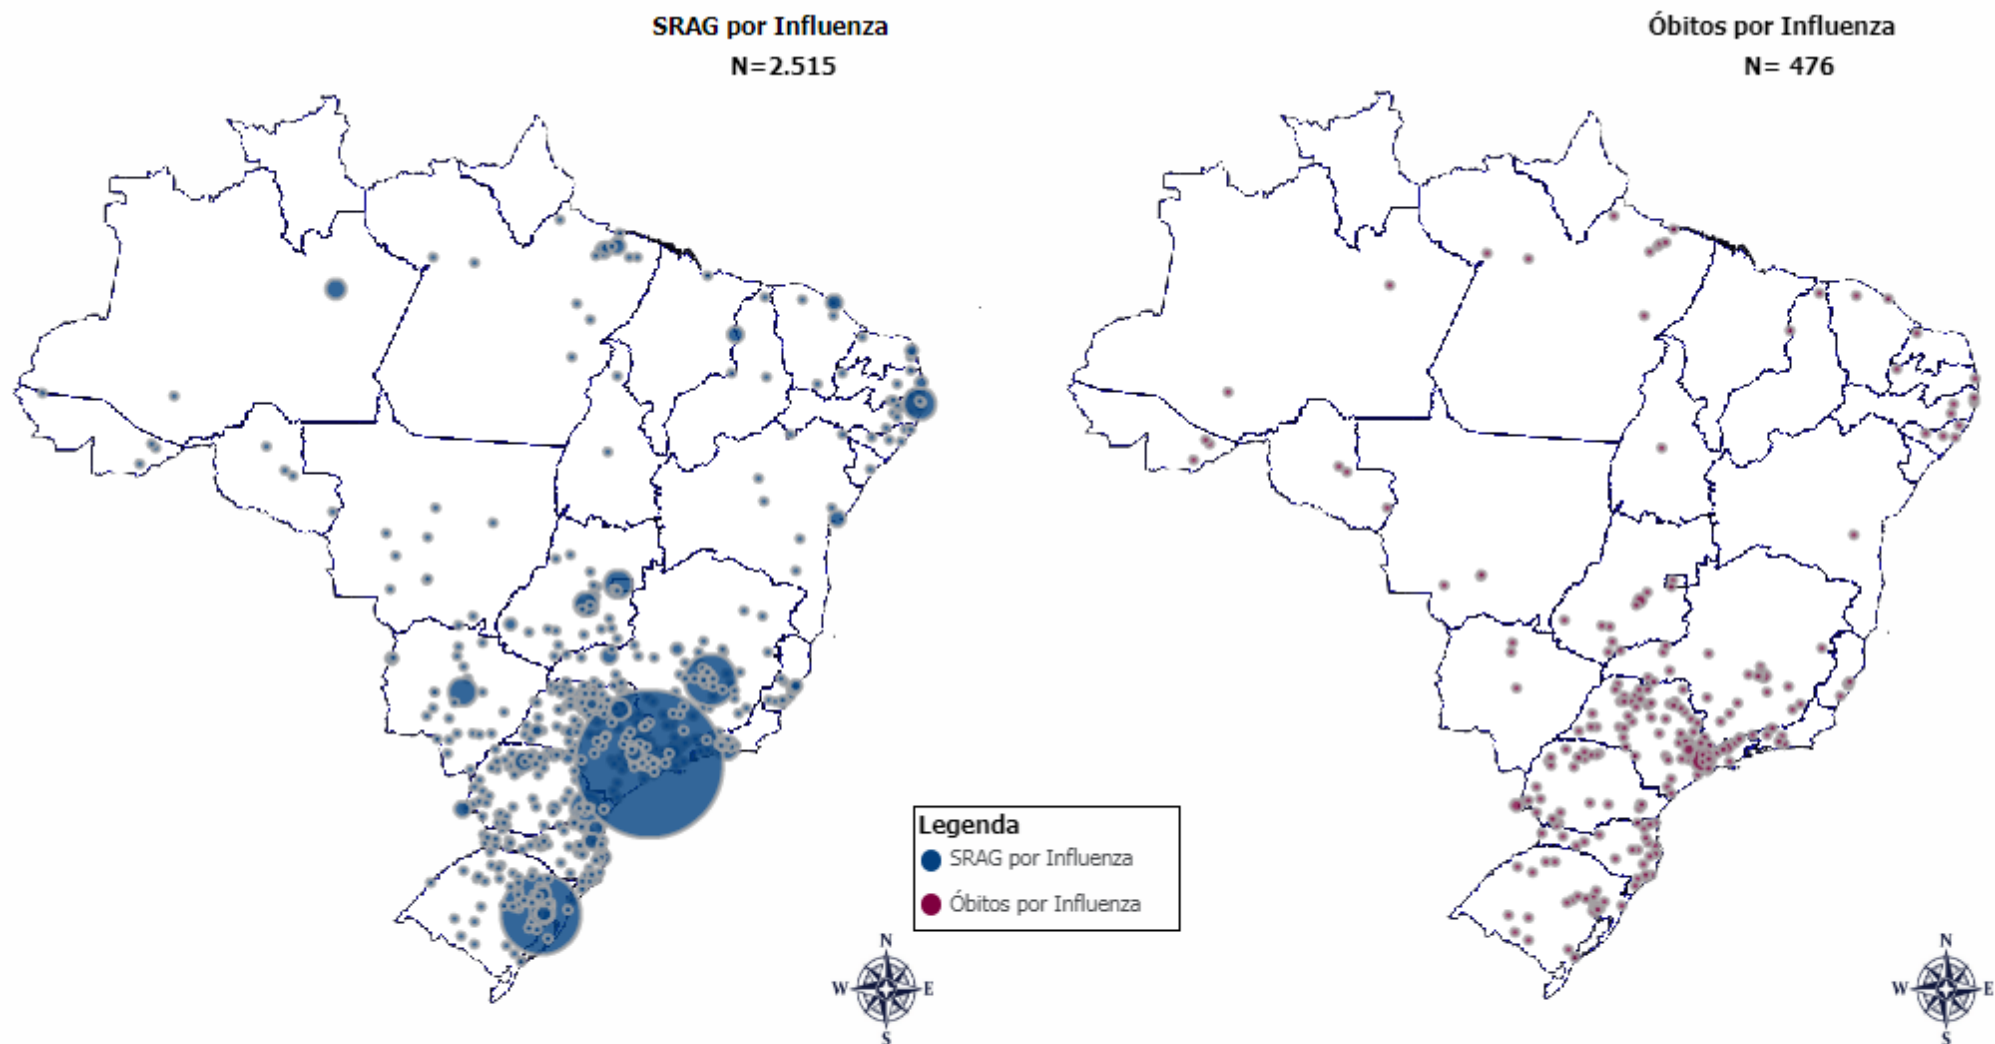 SRAG por Influenza
N=2.515
Óbitos por Influenza
N= 476
Legenda
SRAG por Influenza
Óbitos por Influenza
N
W E
S
N
W E
S